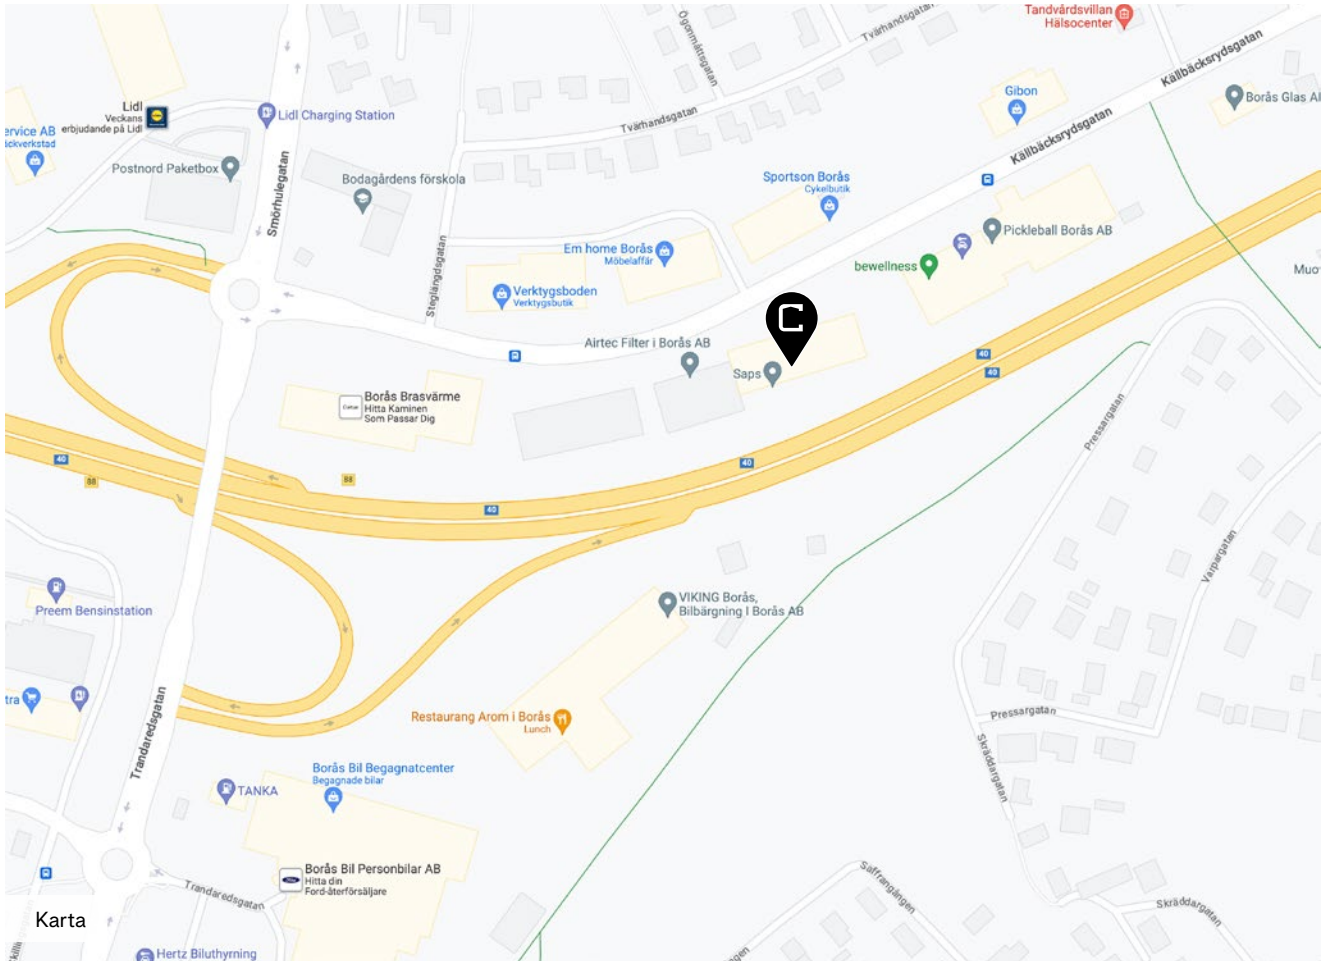 Tandvårdsvillan
Hälsocenter
Ögonmåttsgatan
Tvärhandsgatan
Källbäcksrydsgatan
Lidl
Veckans
erbjudande på Lidl
Lidl Charging Station
Gibon
Borås Glas
Tvärhandsgatan
ervice AB
äckverkstad
Källbäcksrydsgatan
Postnord Paketbox
Bodagårdens förskola
Smörhulegatan
Sportson Borås
Cykelbutik
Pickleball Borås AB
Em home Borås
Möbelaffär
bewellness
Steglängdsgatan
Verktygsboden
Verktygsbutik
C
Airtec Filter i Borås AB
Saps
40
40
Borås Brasvärme
Hitta Kaminen
Som Passar Dig
Pressargatan
40
40
88
88
40
Varpargatan
Preem Bensinstation
VIKING Borås,
Bilbärgning I Borås AB
tra
Trandaredsgatan
Restaurang Arom i Borås
Lunch
Pressargatan
Skräddargatan
Borås Bil Begagnatcenter
Begagnade bilar
TANKA
Borås Bil Personbilar AB
Hitta din
Ford-återförsäljare
Trandaredsgatan
Saffransgången
Skräddargatan
Karta
Hertz Biluthyrning